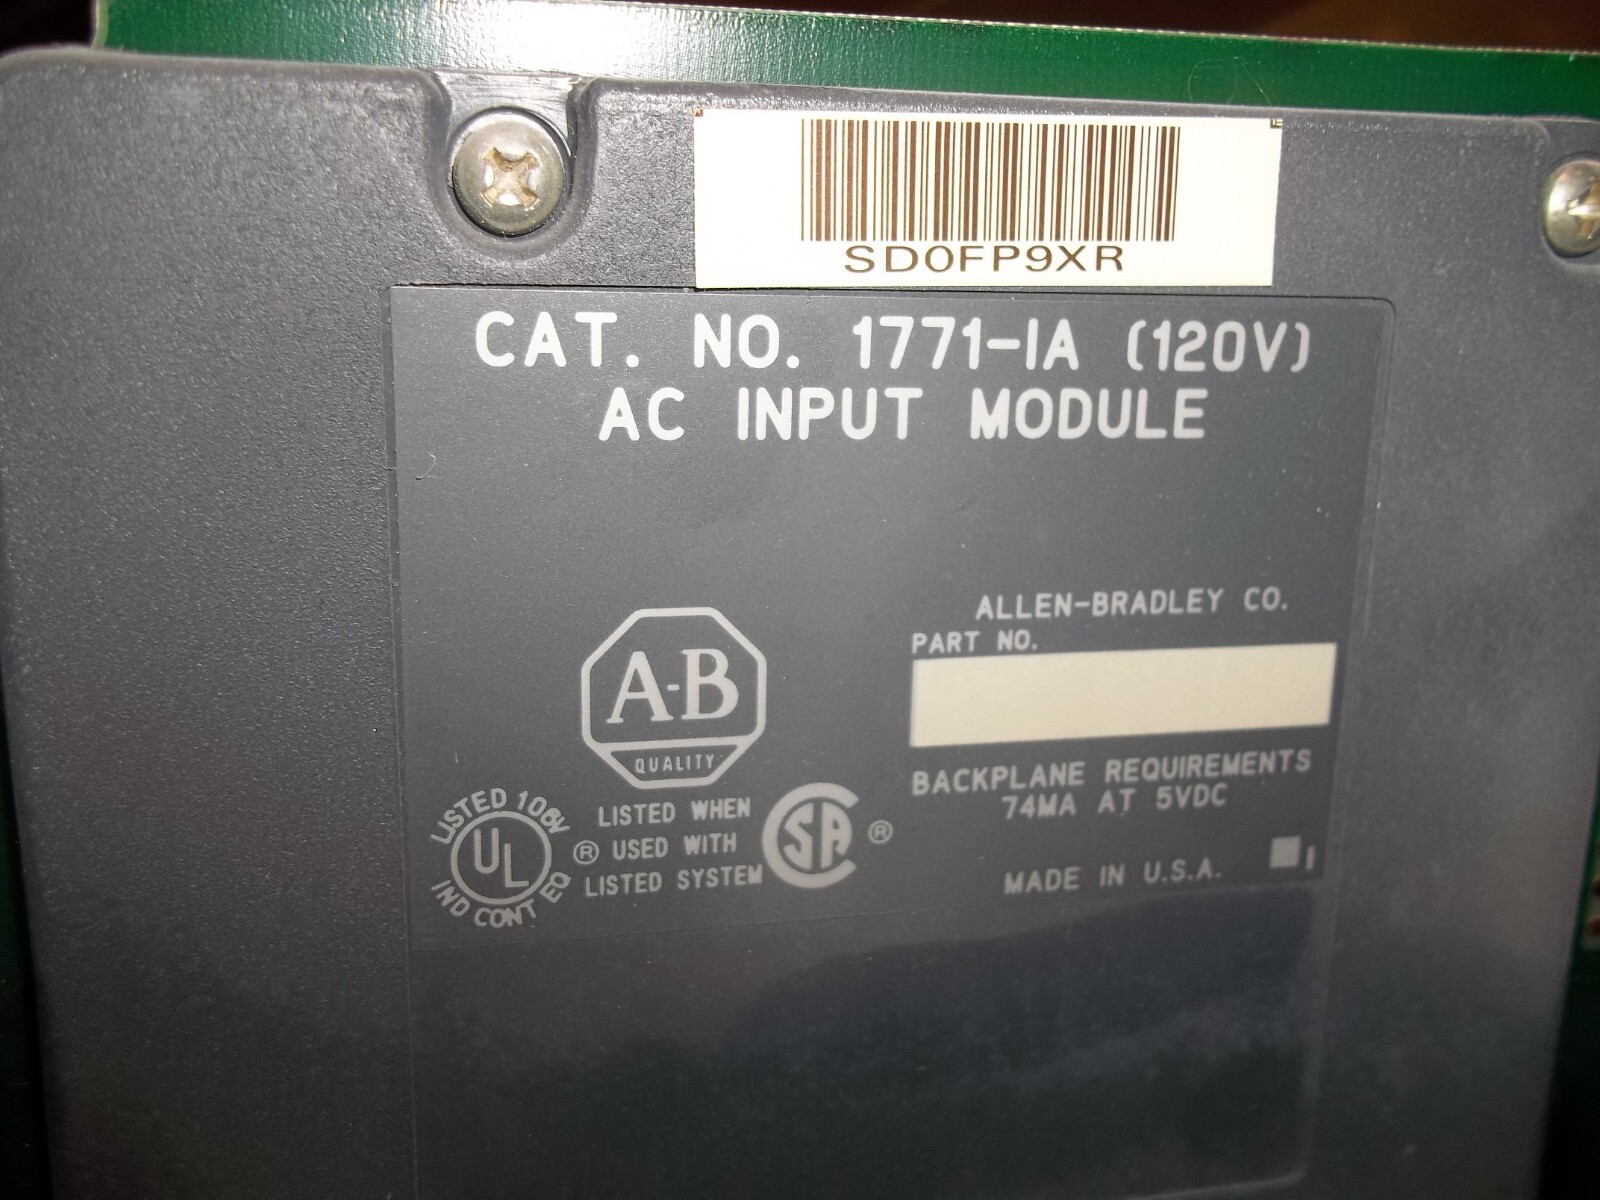 SD0FP9XR
CAT. NO. 1771-IA (120V)
AC INPUT MODULE
ALLEN-BRADLEY CO.
PART NO.
A-B
QUALITY
BACKPLANE REQUIREMENTS
74MA AT 5VDC
LISTED 106V
UL
IND CONT EQ
®
LISTED WHEN
USED WITH
LISTED SYSTEM
SA
®
MADE IN U.S.A.